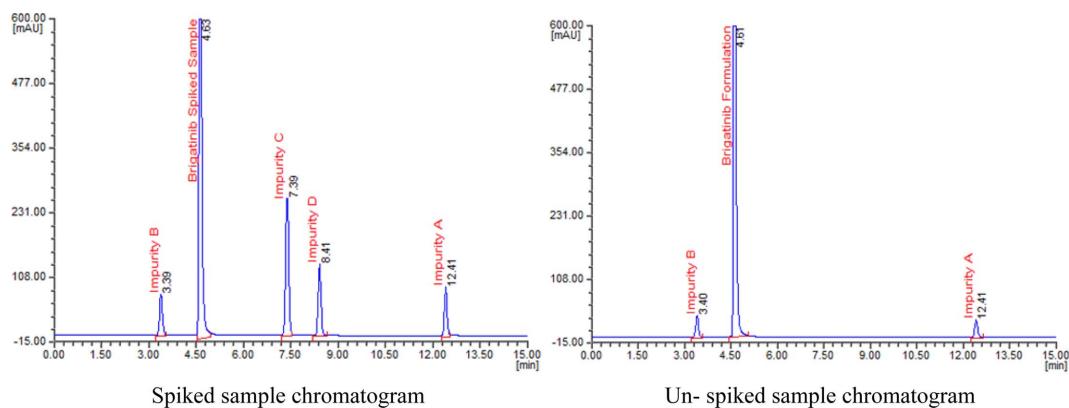 600.00
[mAU]
477.00
354.00
231.00
108.00
-15.00
0.00 1.50 3.00 4.50 6.00 7.50 9.00 10.50 12.00 13.50 15.00
[min]
Impurity B
3.39
Brigatinib Spiked Sample
4.63
Impurity C
7.39
Impurity D
8.41
Impurity A
12.41
Spiked sample chromatogram
600.00
[mAU]
477.00
354.00
231.00
108.00
-15.00
0.00 1.50 3.00 4.50 6.00 7.50 9.00 10.50 12.00 13.50 15.00
[min]
Impurity B
3.40
Brigatinib Formulation
4.61
Impurity A
12.41
Un- spiked sample chromatogram